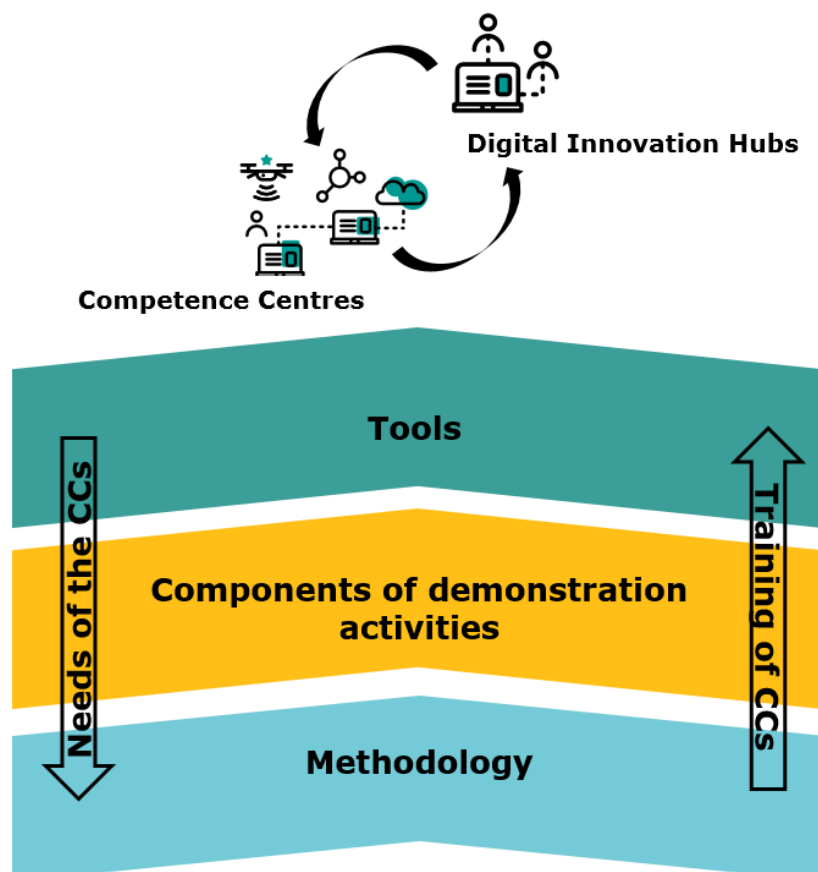 Digital Innovation Hubs
Competence Centres
Tools
Needs of the CCs
Training of CCs
Components of demonstration
activities
Methodology